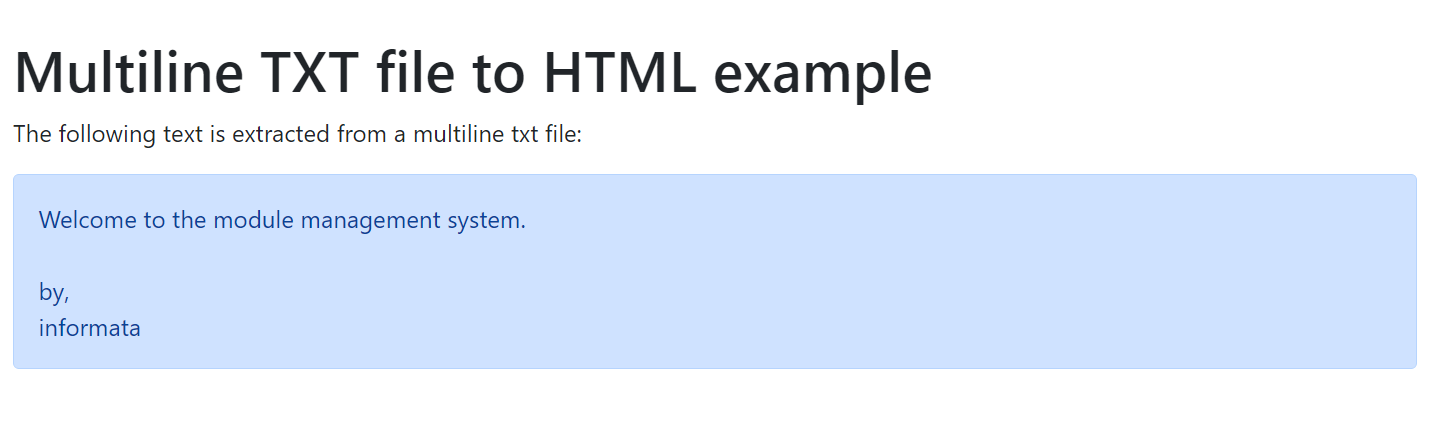 Multiline TXT file to HTML example
The following text is extracted from a multiline txt file:
Welcome to the module management system.
by,
informata